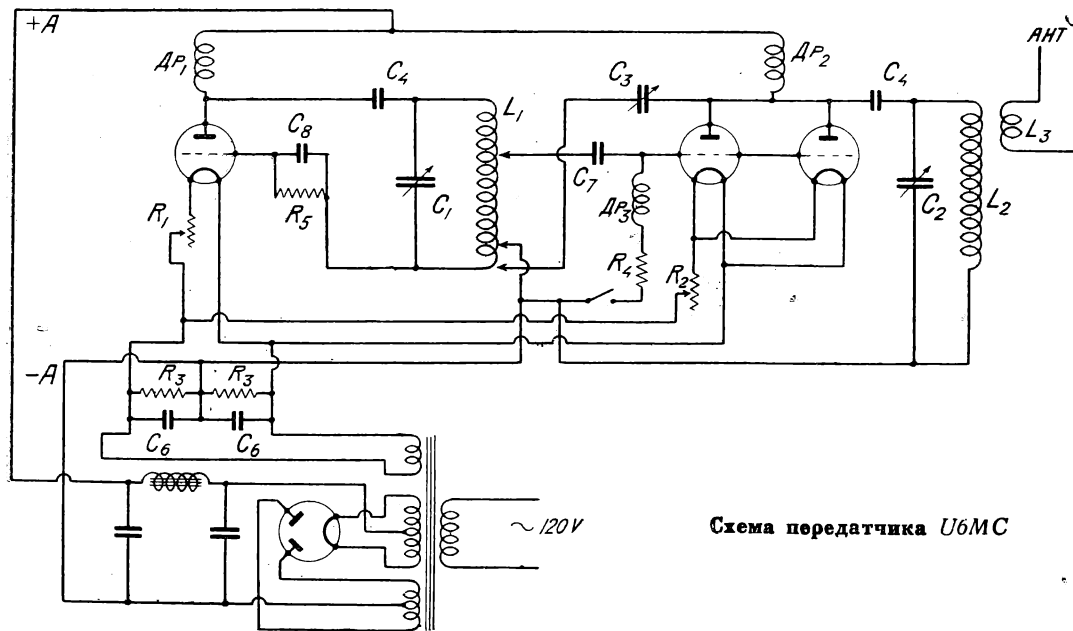 +A
Др₁
Др₂
АНТ
C₄
C₃
C₄
L₁
L₃
C₈
C₇
R₅
C₁
Др₃
C₂
L₂
R₁
R₄
R₂
-A
R₃
R₃
C₆
C₆
~120V
Схема передатчика U6MC